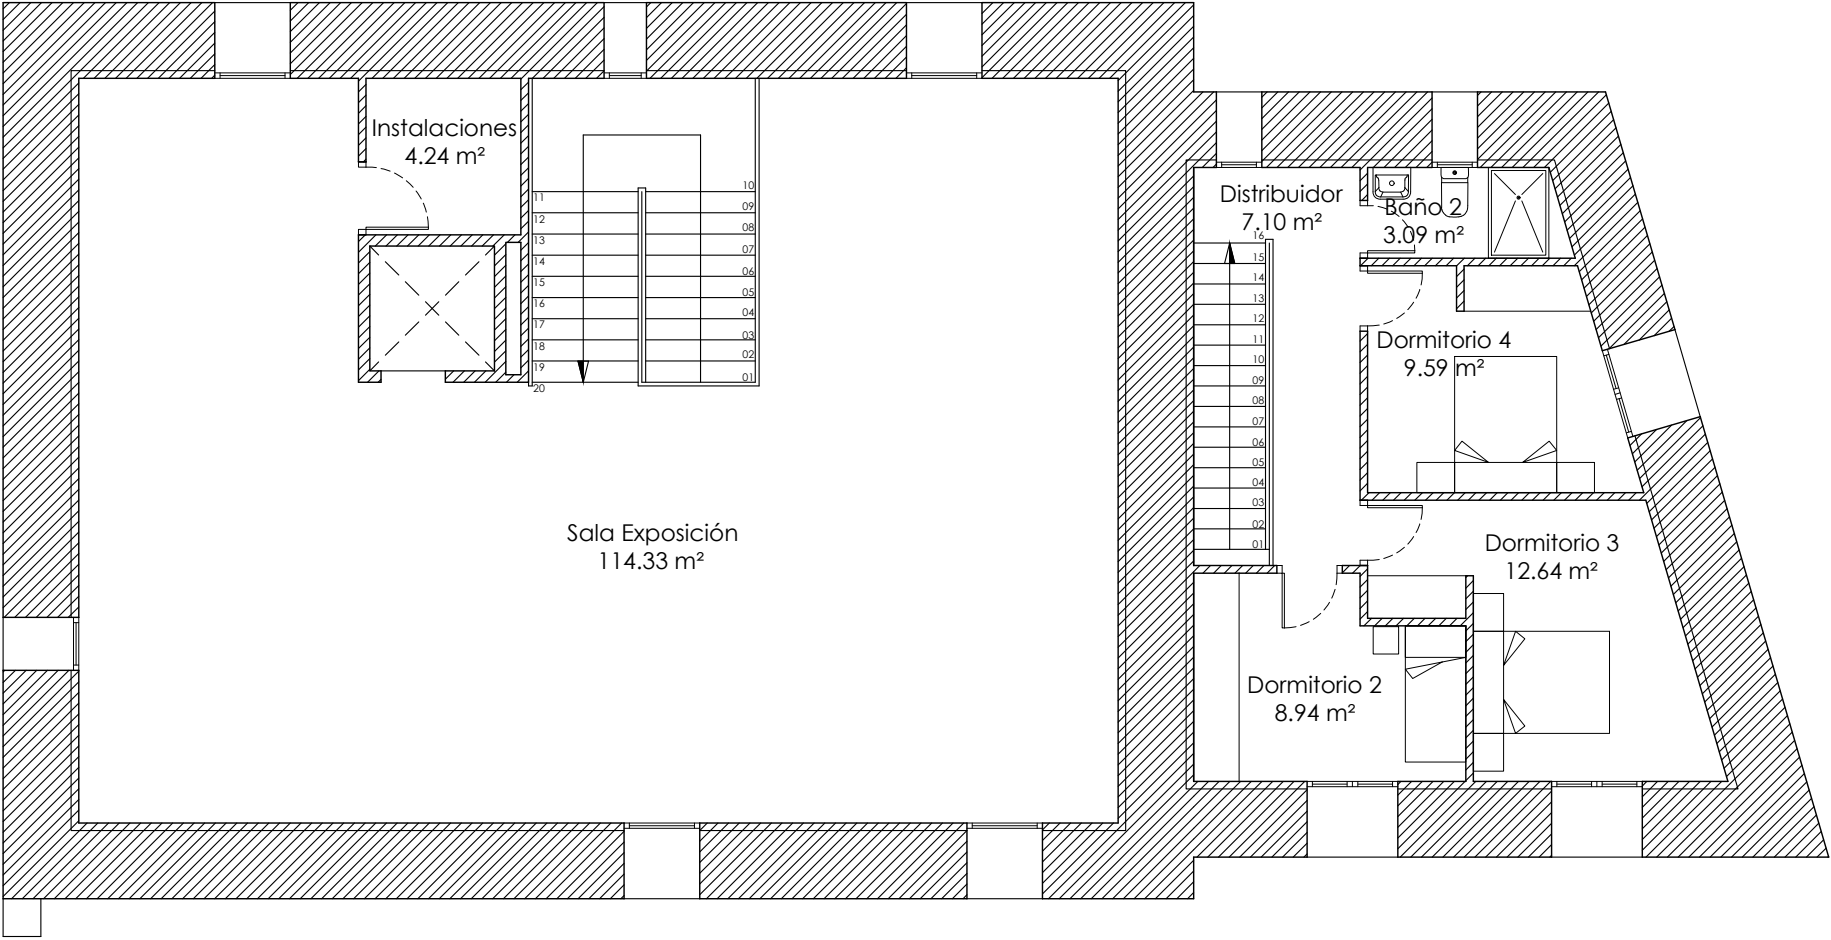 Instalaciones
4.24 m²
11
12
13
14
15
16
17
18
19
20
10
09
08
07
06
05
04
03
02
01
Sala Exposición
114.33 m²
Distribuidor
7.10 m²
Baño 2
3.09 m²
16
15
14
13
12
11
10
09
08
07
06
05
04
03
02
01
Dormitorio 4
9.59 m²
Dormitorio 3
12.64 m²
Dormitorio 2
8.94 m²